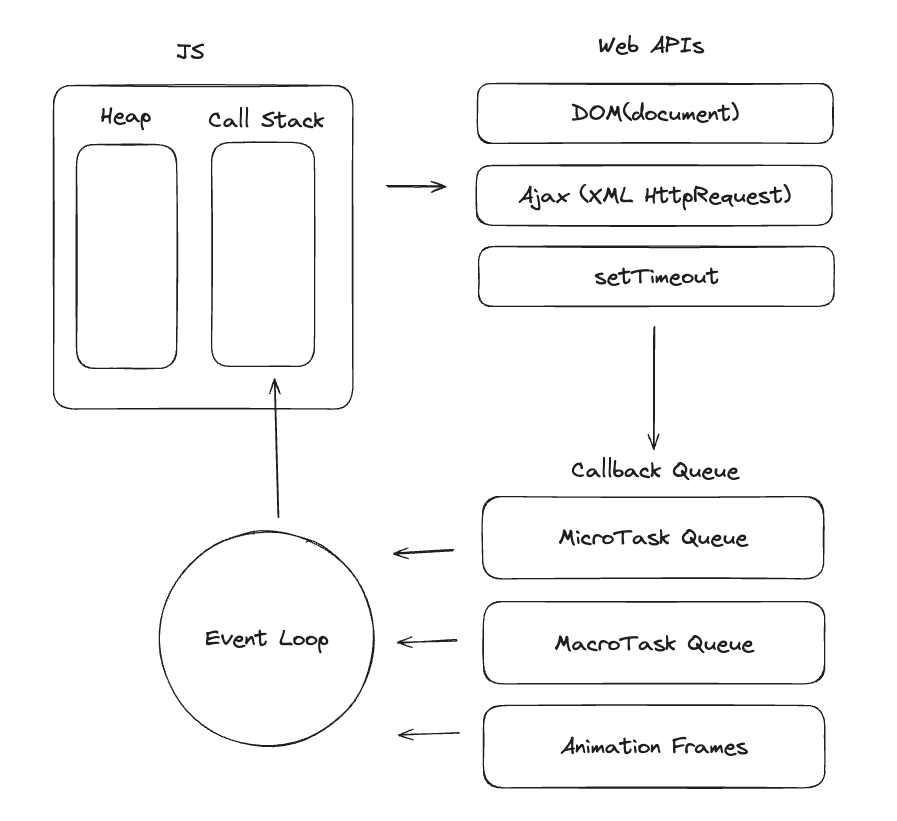 JS
Heap
Call Stack
Web APIs
DOM(document)
Ajax (XML HttpRequest)
setTimeout
Callback Queue
MicroTask Queue
MacroTask Queue
Animation Frames
Event Loop